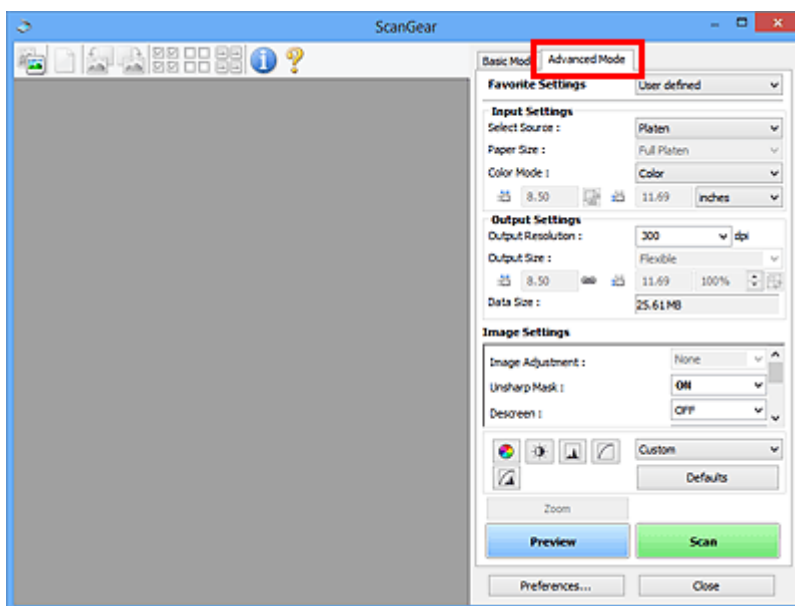 ScanGear
Basic Mode Advanced Mode
Favorite Settings User defined
Input Settings
Select Source : Platen
Paper Size : Full Platen
Color Mode : Color
8.50 11.69 inches
Output Settings
Output Resolution : 300 dpi
Output Size : Flexible
8.50 11.69 100%
Data Size : 25.61MB
Image Settings
Image Adjustment : None
Unsharp Mask : ON
Descreen : OFF
Custom
Defaults
Zoom
Preview Scan
Preferences... Close